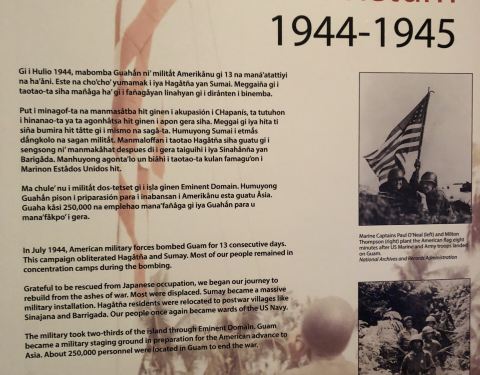 1944-1945
Gi i Hulio 1944, mabomba Guahån ni' militåt Amerikånu gi 13 na maná'atattiyi
na ha'åni. Este na cho'cho' yumamak i iya Hagåtña yan Sumai. Meggaiña gi i
taotao-ta siha mañåga ha' gi i fañagåyan linahyan gi i diråntén i binemba.
Put i minagof-ta na manmasåtba hit ginen i akupasión i CHapanís, ta tutuhon
i hinanao-ta ya ta agonhåtsa hit ginen i apon gera siha. Meggai gi iya hita ti
siña bumira hit tåtte gi i mismo na sagå-ta. Humuyong Sumai i etmås
dångkolo na sagan militåt. Manmaloffan i taotao Hagåtña siha guatu gi i
sengsong ni' manmakåhat despues di i gera taiguihi i iya Sinahånña yan
Barigåda. Manhuyong agonta'lo un biåhi i taotao-ta kulan famagu'on i
Marinon Estådos Unidos hit.
Ma chule' nu i militåt dos-tetset gi i isla ginen Eminent Domain. Humuyong
Guahån pison i priparasión para i inabansan i Amerikånu esta guatu Åsia.
Guaha kåsi 250,000 na emplehao mana'fañåga gi iya Guahån para u
mana'fåkpo' i gera.
In July 1944, American military forces bombed Guam for 13 consecutive days.
This campaign obliterated Hagåtña and Sumay. Most of our people remained in
concentration camps during the bombing.
Grateful to be rescued from Japanese occupation, we began our journey to
rebuild from the ashes of war. Most were displaced. Sumay became a massive
military installation. Hagåtña residents were relocated to postwar villages like
Sinajana and Barrigada. Our people once again became wards of the US Navy.
The military took two-thirds of the island through Eminent Domain. Guam
became a military staging ground in preparation for the American advance to
Asia. About 250,000 personnel were located in Guam to end the war.
Marine Captains Paul O'Neal (left) and Milton
Thompson (right) plant the American flag eight
minutes after US Marine and Army troops landed
on Guam.
National Archives and Records Administration